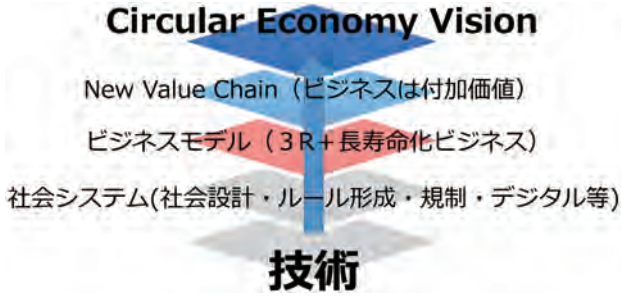 Circular Economy Vision
New Value Chain（ビジネスは付加価値）
ビジネスモデル（３R＋長寿命化ビジネス）
社会システム(社会設計・ルール形成・規制・デジタル等)
技術